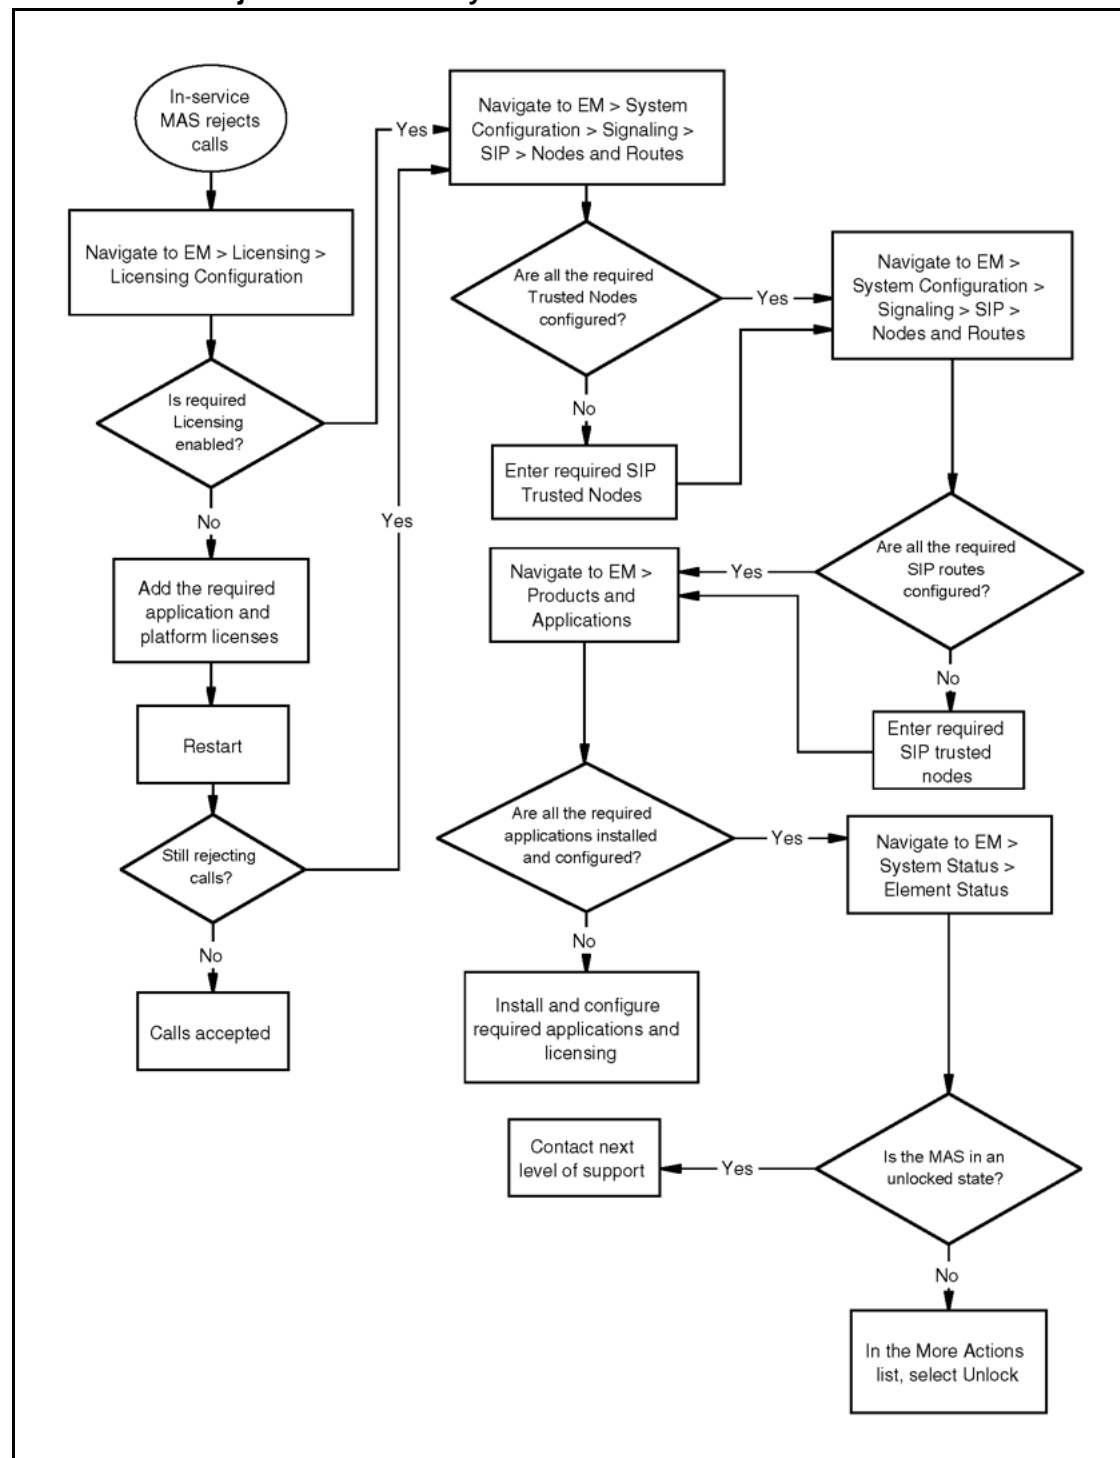 In-service
MAS rejects
calls
Navigate to EM > Licensing >
Licensing Configuration
Is required
Licensing
enabled?
No
Add the required
application and
platform licenses
Restart
Still rejecting
calls?
No
Calls accepted
Yes
Yes
Navigate to EM > System
Configuration > Signaling >
SIP > Nodes and Routes
Are all the required
Trusted Nodes
configured?
Yes
No
Enter required SIP
Trusted Nodes
Navigate to EM >
System Configuration >
Signaling > SIP >
Nodes and Routes
Are all the required
SIP routes
configured?
Yes
No
Enter required
SIP trusted
nodes
Navigate to EM >
Products and
Applications
Are all the required
applications installed
and configured?
Yes
No
Install and configure
required applications and
licensing
Navigate to EM >
System Status >
Element Status
Is the MAS in an
unlocked state?
Yes
Contact next
level of support
No
In the More Actions
list, select Unlock